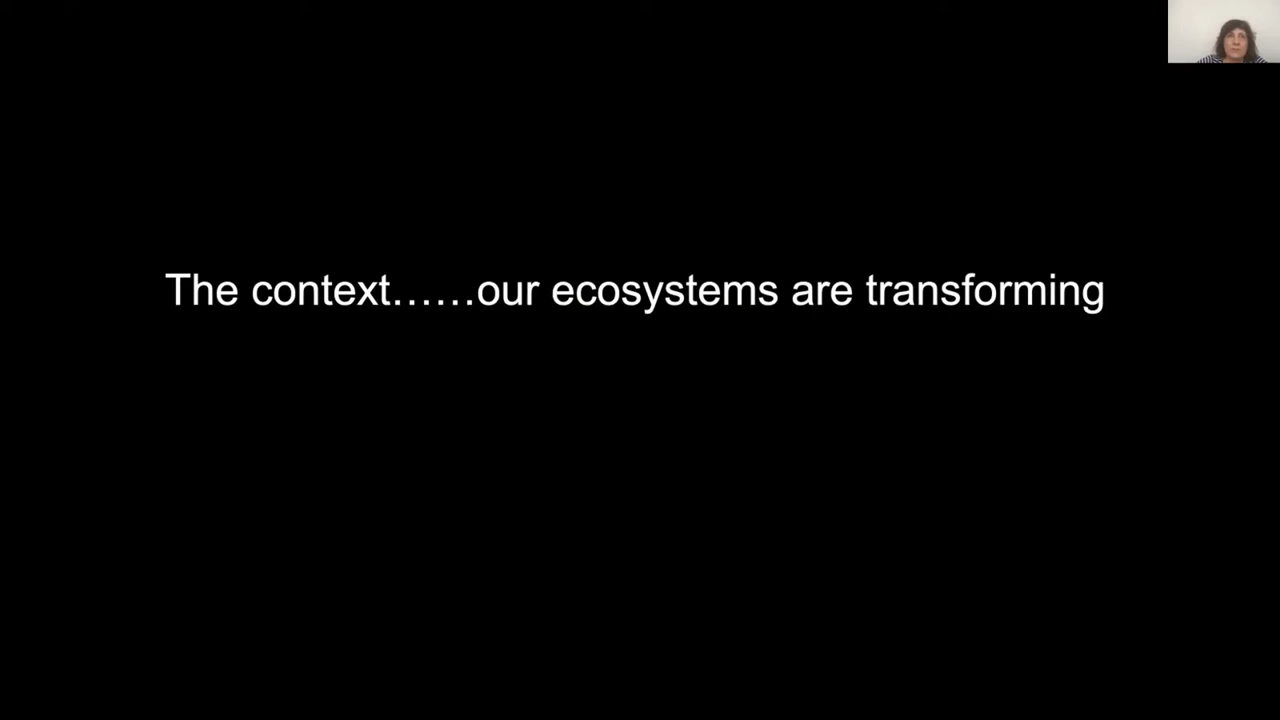 The context……our ecosystems are transforming